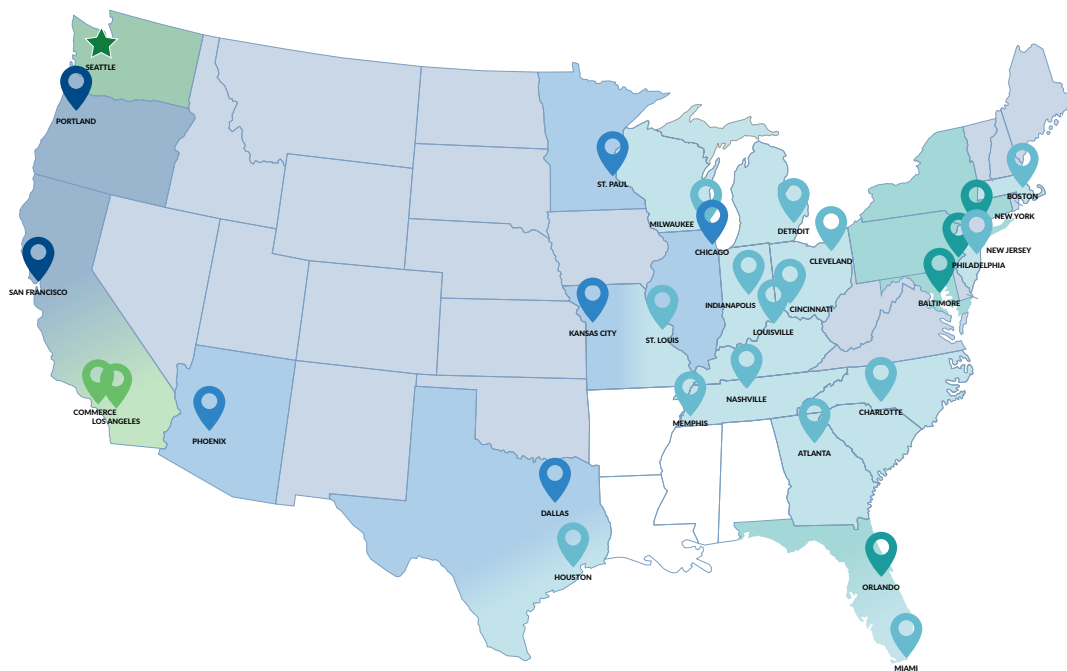 SEATTLE
PORTLAND
ST. PAUL
BOSTON
MILWAUKEE
NEW YORK
DETROIT
CHICAGO
NEW JERSEY
CLEVELAND
PHILADELPHIA
SAN FRANCISCO
BALTIMORE
INDIANAPOLIS
CINCINNATI
KANSAS CITY
LOUISVILLE
ST. LOUIS
NASHVILLE
COMMERCE
CHARLOTTE
LOS ANGELES
MEMPHIS
PHOENIX
ATLANTA
DALLAS
HOUSTON
ORLANDO
MIAMI